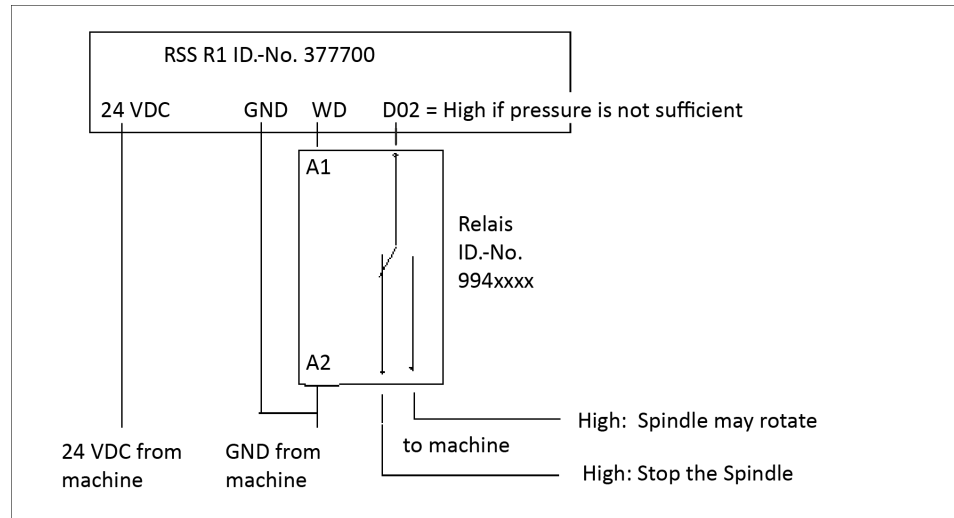 RSS R1 ID.-No. 377700
24 VDC GND WD D02 = High if pressure is not sufficient
A1
Relais
ID.-No.
994xxxx
A2
High: Spindle may rotate
24 VDC from
machine
GND from
machine
to machine
High: Stop the Spindle